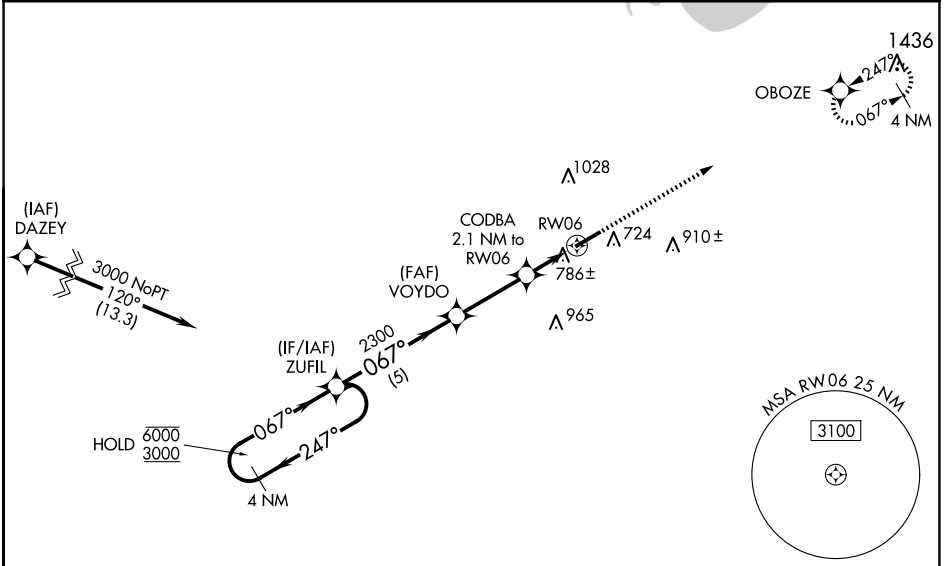 1436
247°
OBOZE
067°
4 NM
1028
(IAF)
DAZEY
3000 NoPT
120°
(13.3)
CODBA
2.1 NM to
RW06
RW06
724
910±
786±
(FAF)
VOYDO
965
2300
067°
(5)
(IF/IAF)
ZUFIL
067°
247°
HOLD 6000
3000
4 NM
MSA RW06 25 NM
3100